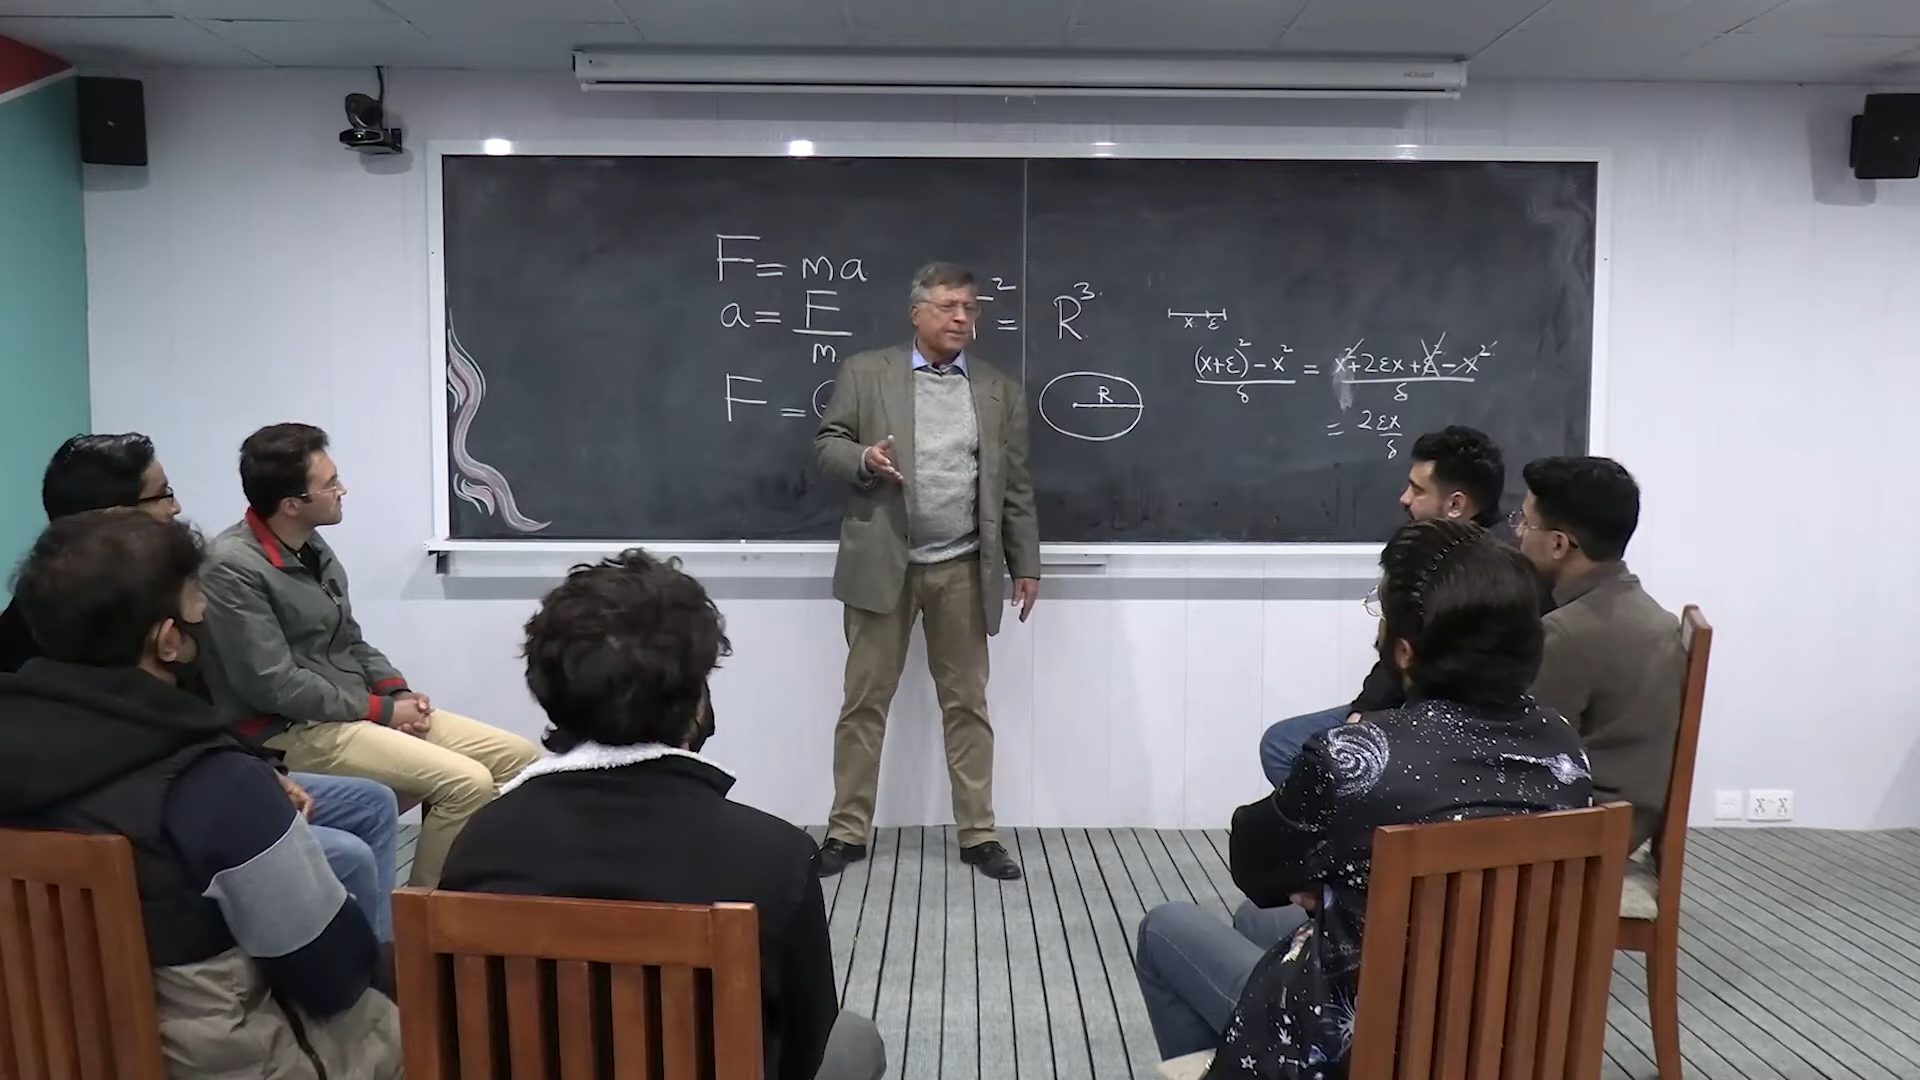 F = ma
a = F/m
F =
² = R³
R
x ε
(x+ε)² - x² / δ = x² + 2εx + ε² - x² / δ
= 2εx / δ